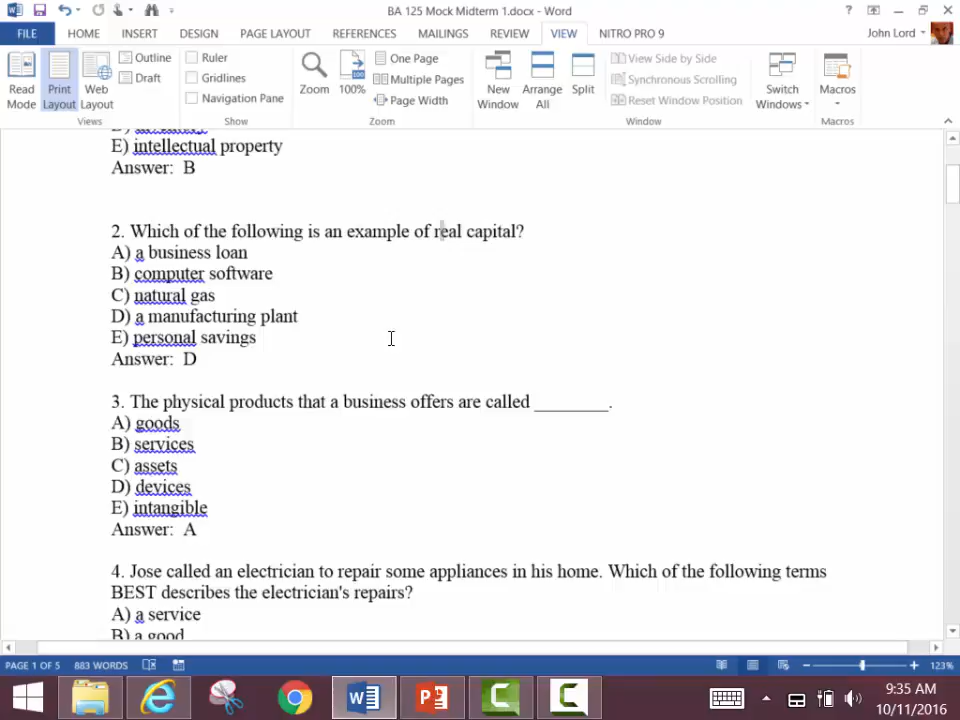 BA 125 Mock Midterm 1.docx - Word
FILE HOME INSERT DESIGN PAGE LAYOUT REFERENCES MAILINGS REVIEW VIEW NITRO PRO 9 John Lord
Read Mode
Print Layout
Web Layout
Outline
Draft
Views
Ruler
Gridlines
Navigation Pane
Show
Zoom
100%
One Page
Multiple Pages
Page Width
Zoom
New Window
Arrange All
Split
View Side by Side
Synchronous Scrolling
Reset Window Position
Window
Switch Windows
Macros
Macros
E) intellectual property
Answer: B
2. Which of the following is an example of real capital?
A) a business loan
B) computer software
C) natural gas
D) a manufacturing plant
E) personal savings
Answer: D
3. The physical products that a business offers are called ________.
A) goods
B) services
C) assets
D) devices
E) intangible
Answer: A
4. Jose called an electrician to repair some appliances in his home. Which of the following terms
BEST describes the electrician's repairs?
A) a service
B) a good
PAGE 1 OF 5 883 WORDS 123%
9:35 AM
10/11/2016